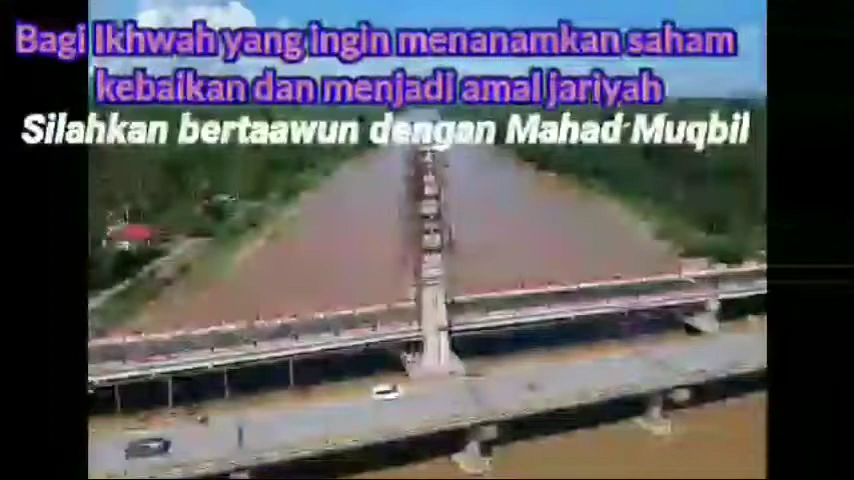 Bagi Ikhwah yang ingin menanamkan saham
kebaikan dan menjadi amal jariyah
Silahkan bertaawun dengan Mahad Muqbil